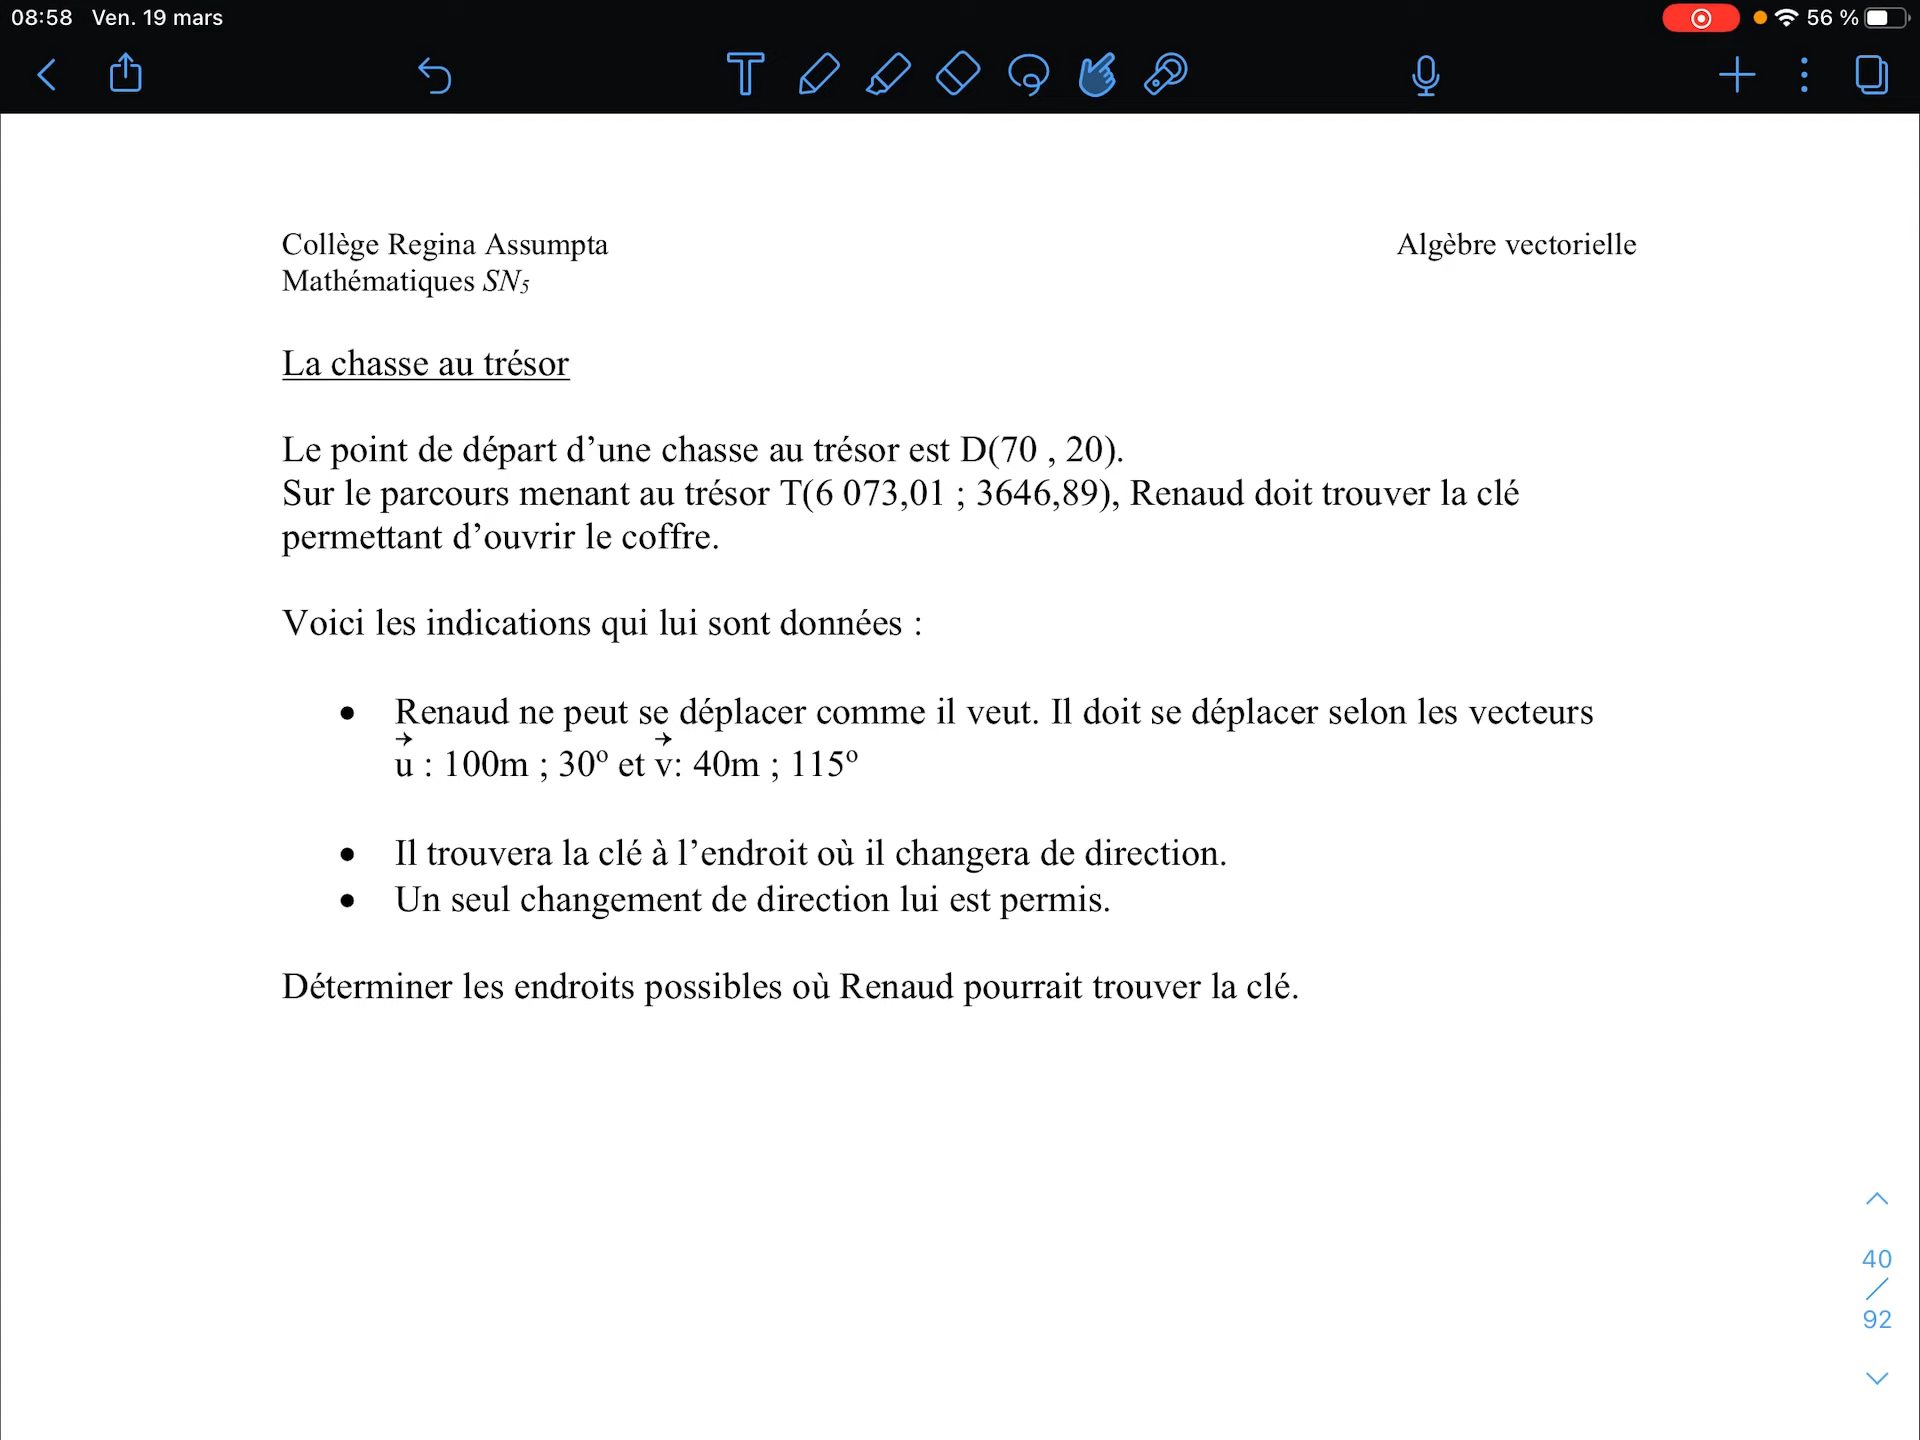 08:58 Ven. 19 mars
56 %
Collège Regina Assumpta
Algèbre vectorielle
Mathématiques SN5
La chasse au trésor
Le point de départ d’une chasse au trésor est D(70 , 20).
Sur le parcours menant au trésor T(6 073,01 ; 3646,89), Renaud doit trouver la clé
permettant d’ouvrir le coffre.
Voici les indications qui lui sont données :
• Renaud ne peut se déplacer comme il veut. Il doit se déplacer selon les vecteurs
u : 100m ; 30º et v: 40m ; 115º
• Il trouvera la clé à l’endroit où il changera de direction.
• Un seul changement de direction lui est permis.
Déterminer les endroits possibles où Renaud pourrait trouver la clé.
40
/
92